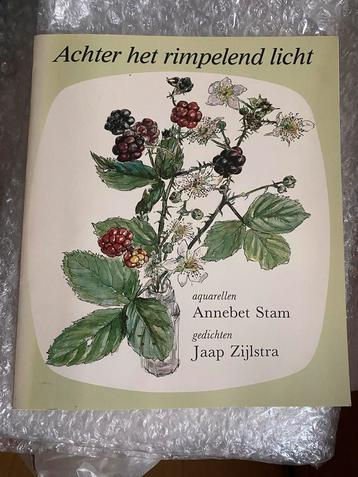 Achter het rimpelend licht
aquarellen
Annebet Stam
gedichten
Jaap Zijlstra